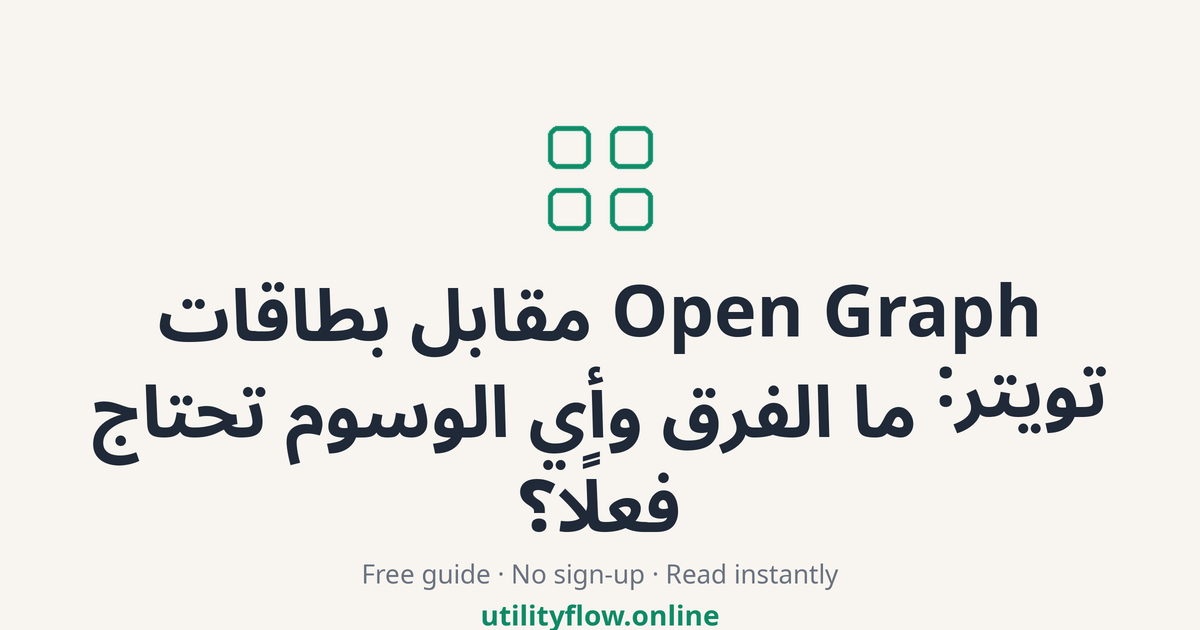 Open Graph مقابل بطاقات
تويتر: ما الفرق وأي الوسوم تحتاج
فعلًا؟
Free guide · No sign-up · Read instantly
utilityflow.online